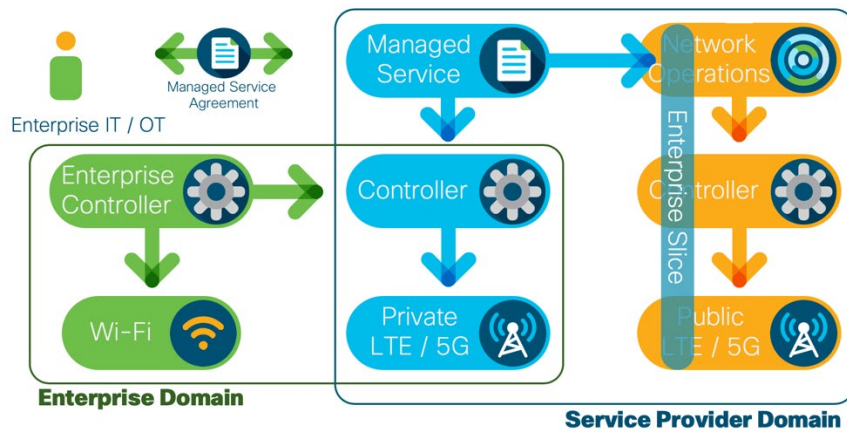 Managed
Service
Network
Operations
Managed Service
Agreement
Enterprise IT / OT
Enterprise
Controller
Controller
Controller
Enterprise Slice
Wi-Fi
Private
LTE / 5G
Public
LTE / 5G
Enterprise Domain
Service Provider Domain